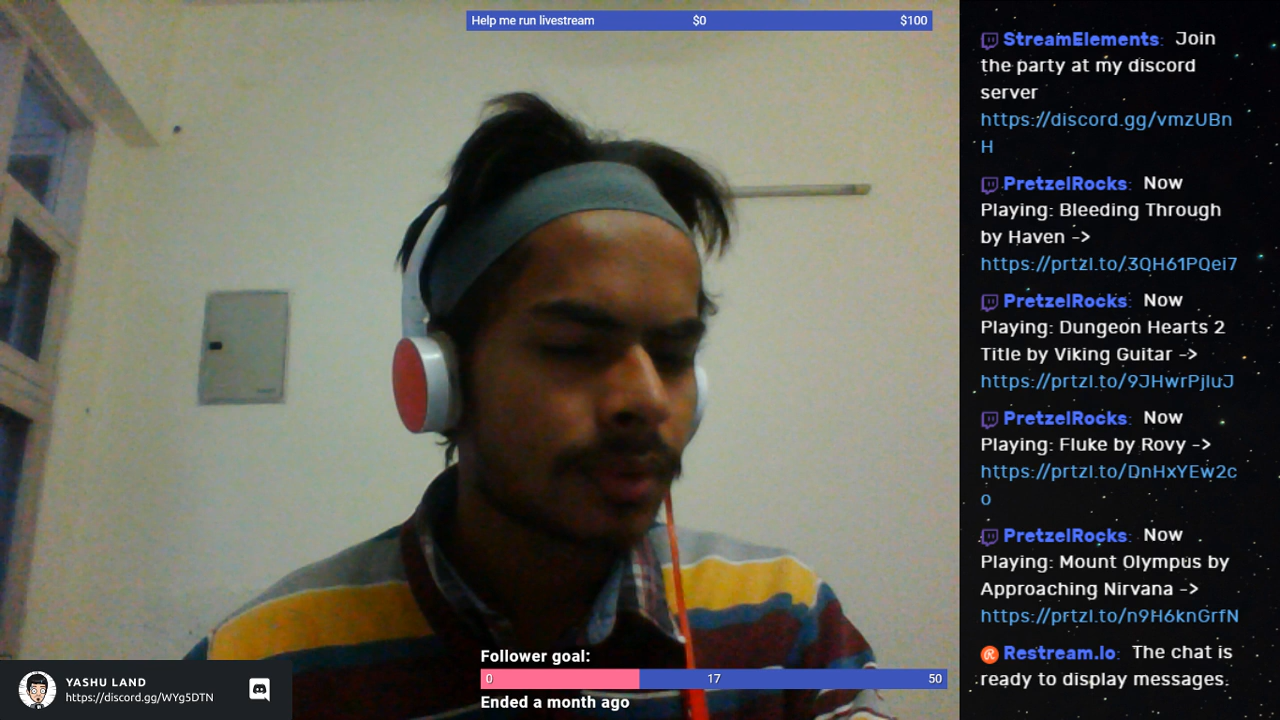 Help me run livestream $0 $100
StreamElements: Join
the party at my discord
server
https://discord.gg/vmzUBn
H
PretzelRocks: Now
Playing: Bleeding Through
by Haven ->
https://prtzl.to/3QH61PQei7
PretzelRocks: Now
Playing: Dungeon Hearts 2
Title by Viking Guitar ->
https://prtzl.to/9JHwrPjluJ
PretzelRocks: Now
Playing: Fluke by Rovy ->
https://prtzl.to/DnHxYEw2c
o
PretzelRocks: Now
Playing: Mount Olympus by
Approaching Nirvana ->
https://prtzl.to/n9H6knGrfN
Restream.io: The chat is
ready to display messages.
Follower goal:
0 17 50
Ended a month ago
YASHU LAND
https://discord.gg/WYg5DTN